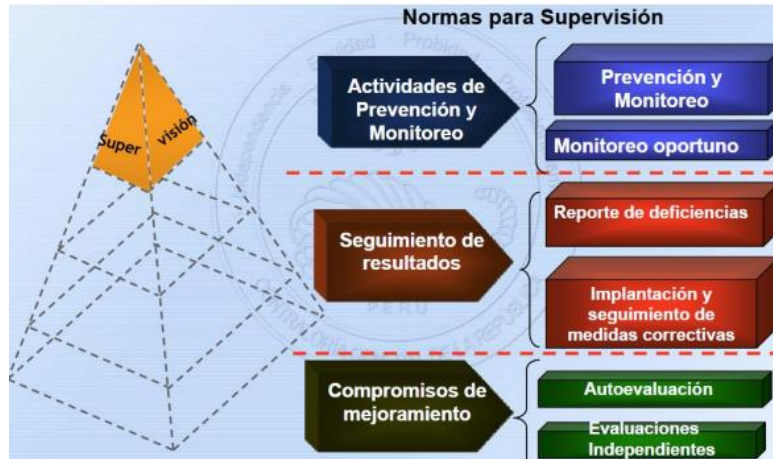 Normas para Supervisión
Super visión
Actividades de
Prevención y
Monitoreo
Prevención y
Monitoreo
Monitoreo oportuno
Seguimiento de
resultados
Reporte de deficiencias
Implantación y
seguimiento de
medidas correctivas
Compromisos de
mejoramiento
Autoevaluación
Evaluaciones
Independientes
PERU